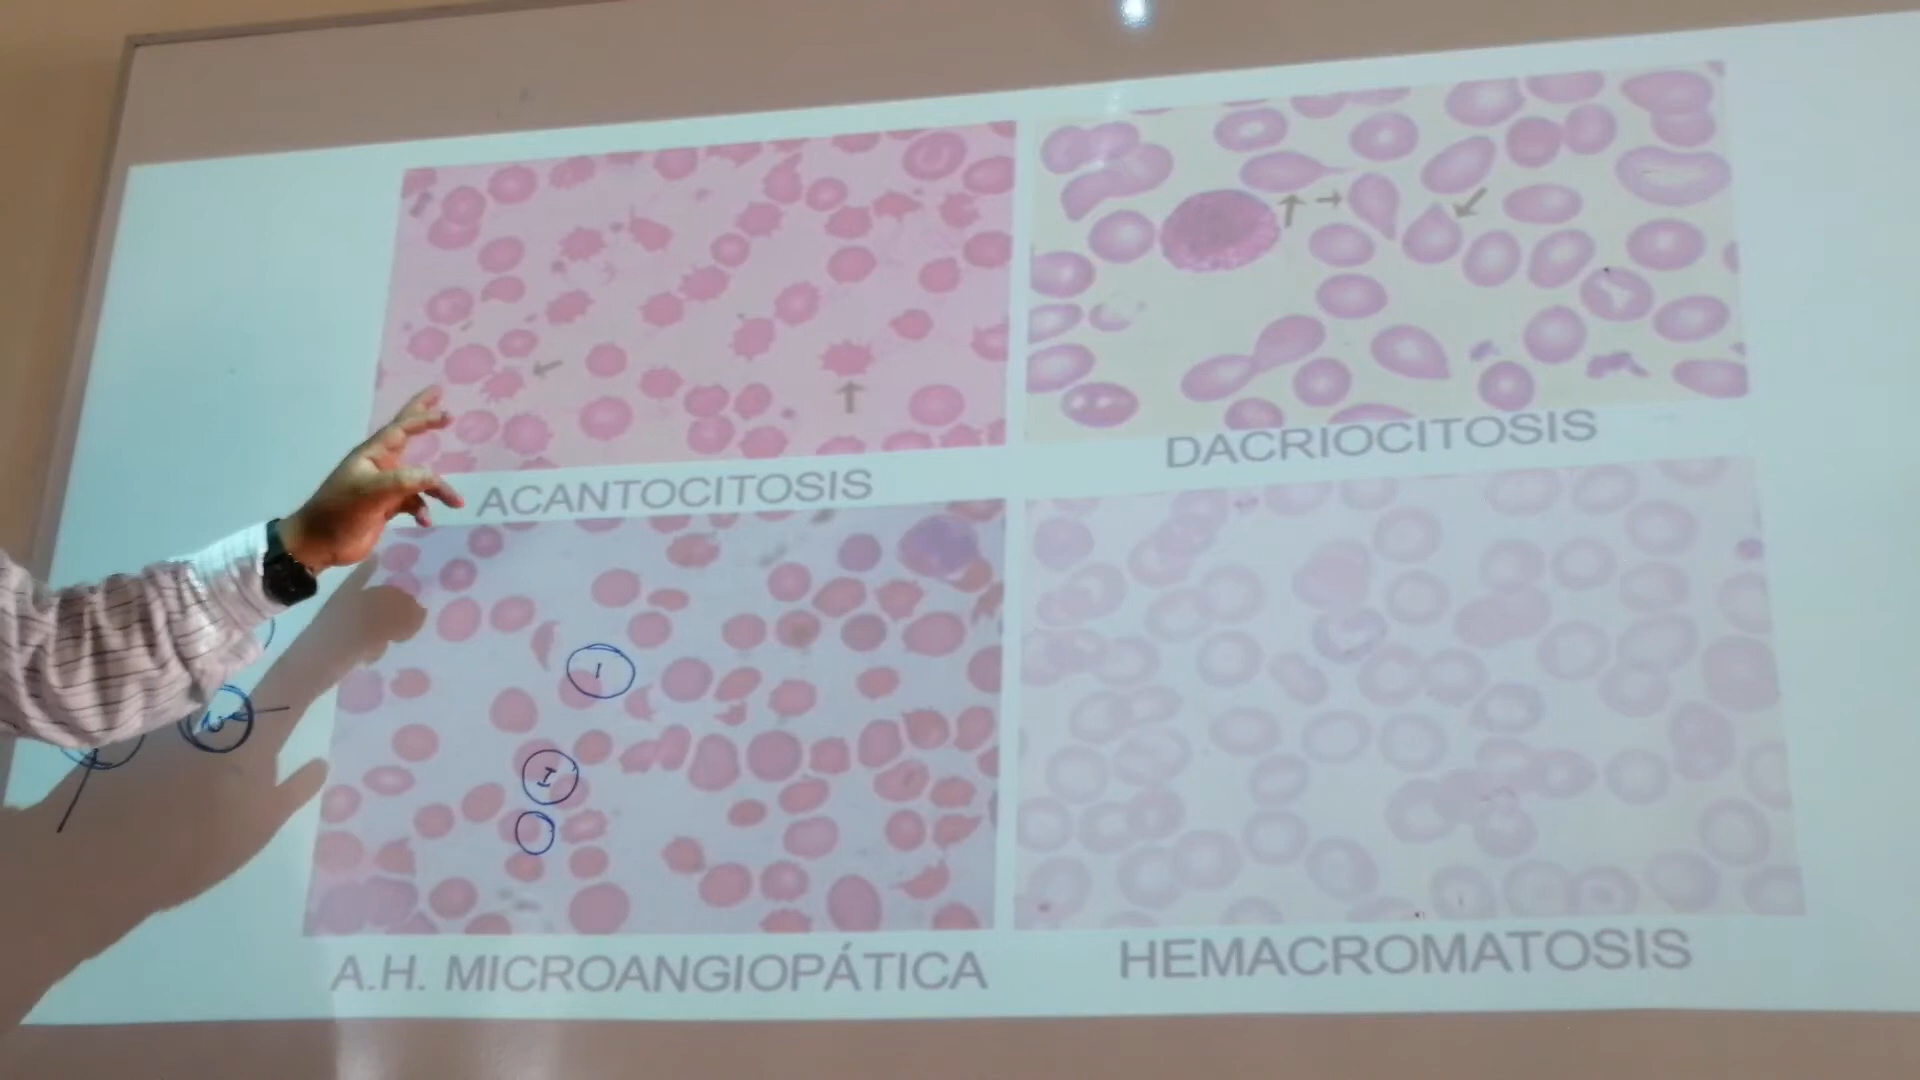 ACANTOCITOSIS
DACRIOCITOSIS
I
I
A.H. MICROANGIOPÁTICA
HEMACROMATOSIS